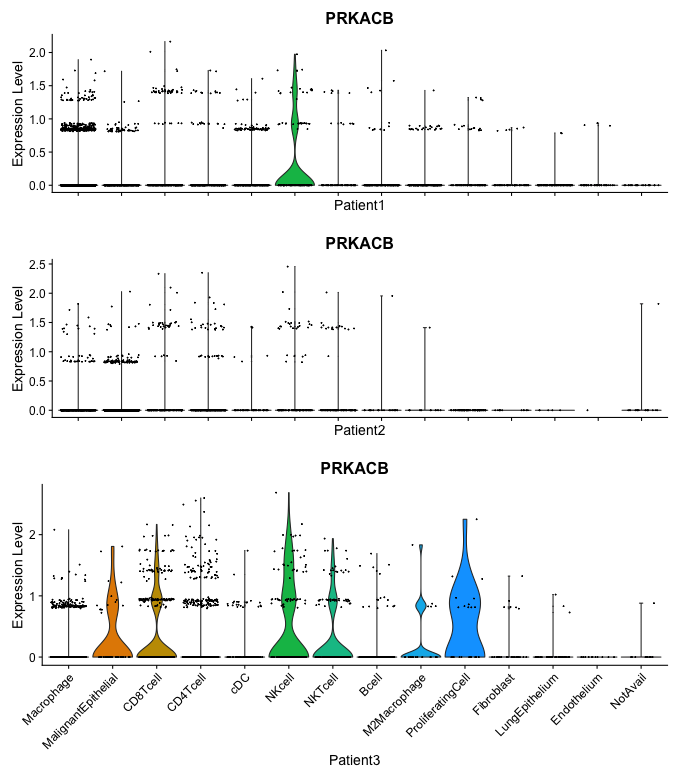 PRKACB
Expression Level
2.0
1.5
1.0
0.5
0.0
Patient1
PRKACB
Expression Level
2.5
2.0
1.5
1.0
0.5
0.0
Patient2
PRKACB
Expression Level
2
1
0
Macrophage
MalignantEpithelial
CD8Tcell
CD4Tcell
cDC
NKcell
NKTcell
Bcell
M2Macrophage
ProliferatingCell
Fibroblast
LungEpithelium
Endothelium
NotAvail
Patient3